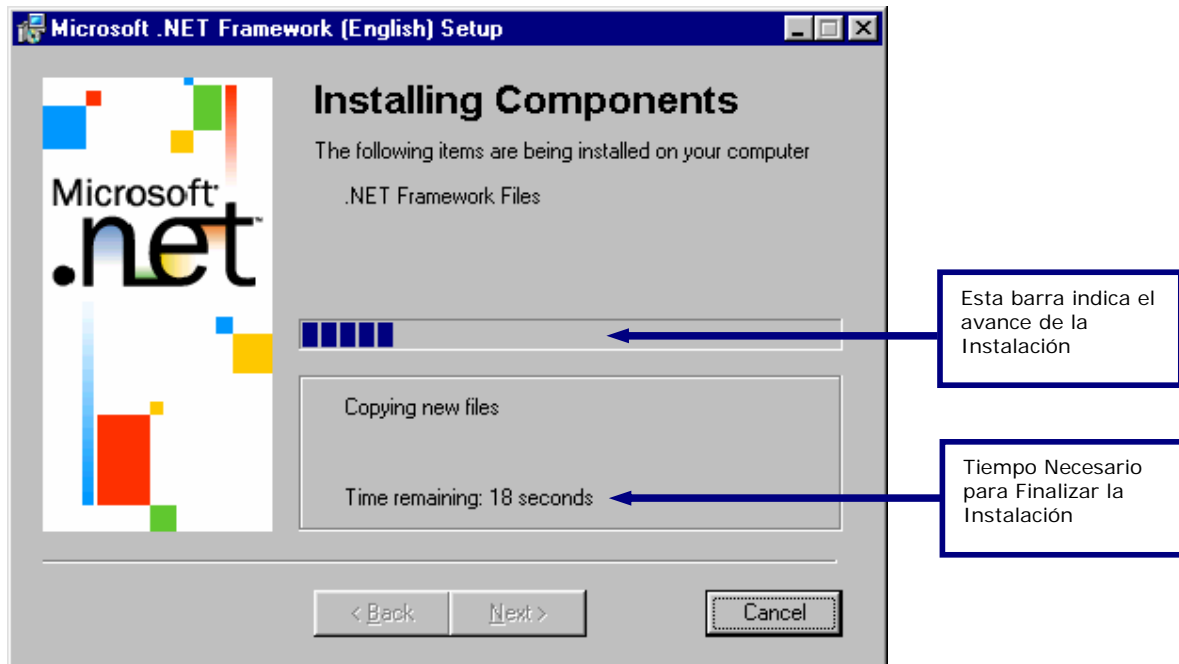 Microsoft .NET Framework (English) Setup
Microsoft
.net
Installing Components
The following items are being installed on your computer
.NET Framework Files
Esta barra indica el
avance de la
Instalación
Copying new files
Time remaining: 18 seconds
Tiempo Necesario
para Finalizar la
Instalación
< Back
Next >
Cancel